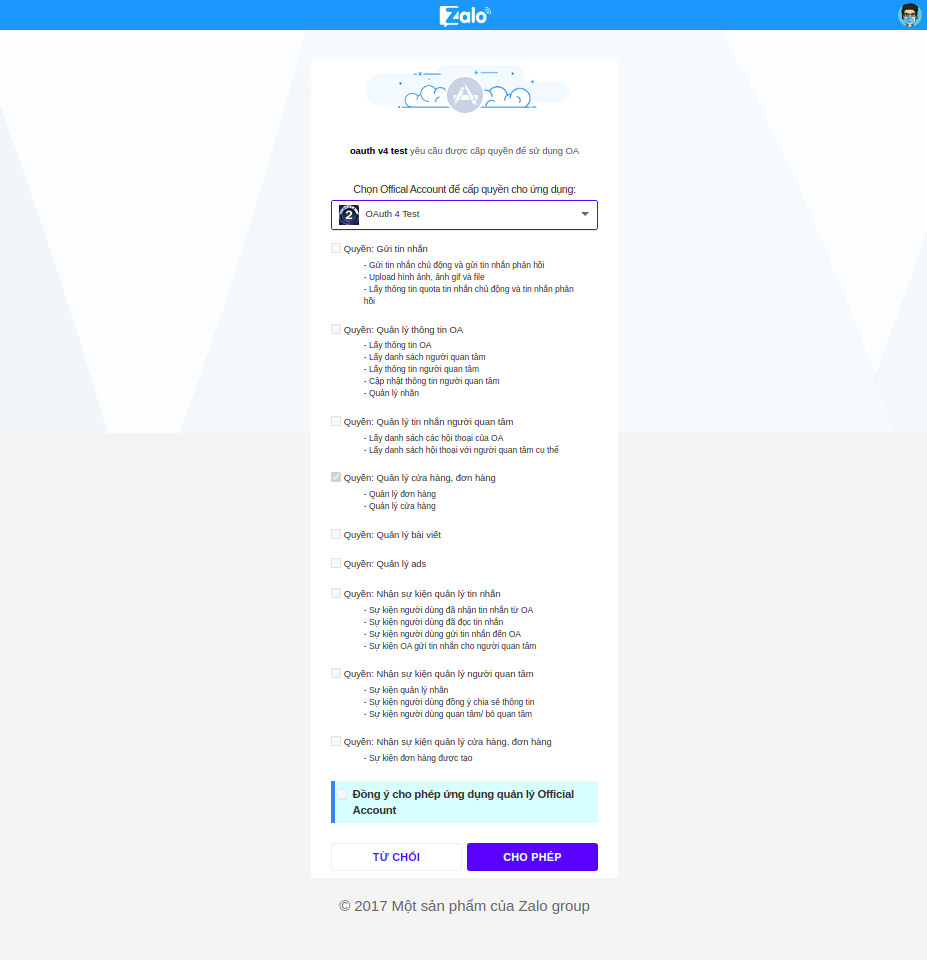 Zalo
oauth v4 test yêu cầu được cấp quyền để sử dụng OA
Chọn Offical Account để cấp quyền cho ứng dụng:
2 OAuth 4 Test
Quyền: Gửi tin nhắn
- Gửi tin nhắn chủ động và gửi tin nhắn phản hồi
- Upload hình ảnh, ảnh gif và file
- Lấy thông tin quota tin nhắn chủ động và tin nhắn phản
hồi
Quyền: Quản lý thông tin OA
- Lấy thông tin OA
- Lấy danh sách người quan tâm
- Lấy thông tin người quan tâm
- Cập nhật thông tin người quan tâm
- Quản lý nhãn
Quyền: Quản lý tin nhắn người quan tâm
- Lấy danh sách các hội thoại của OA
- Lấy danh sách hội thoại với người quan tâm cụ thể
Quyền: Quản lý cửa hàng, đơn hàng
- Quản lý đơn hàng
- Quản lý cửa hàng
Quyền: Quản lý bài viết
Quyền: Quản lý ads
Quyền: Nhận sự kiện quản lý tin nhắn
- Sự kiện người dùng đã nhận tin nhắn từ OA
- Sự kiện người dùng đã đọc tin nhắn
- Sự kiện người dùng gửi tin nhắn đến OA
- Sự kiện OA gửi tin nhắn cho người quan tâm
Quyền: Nhận sự kiện quản lý người quan tâm
- Sự kiện quản lý nhãn
- Sự kiện người dùng đồng ý chia sẻ thông tin
- Sự kiện người dùng quan tâm/ bỏ quan tâm
Quyền: Nhận sự kiện quản lý cửa hàng, đơn hàng
- Sự kiện đơn hàng được tạo
Đồng ý cho phép ứng dụng quản lý Official
Account
TỪ CHỐI CHO PHÉP
© 2017 Một sản phẩm của Zalo group